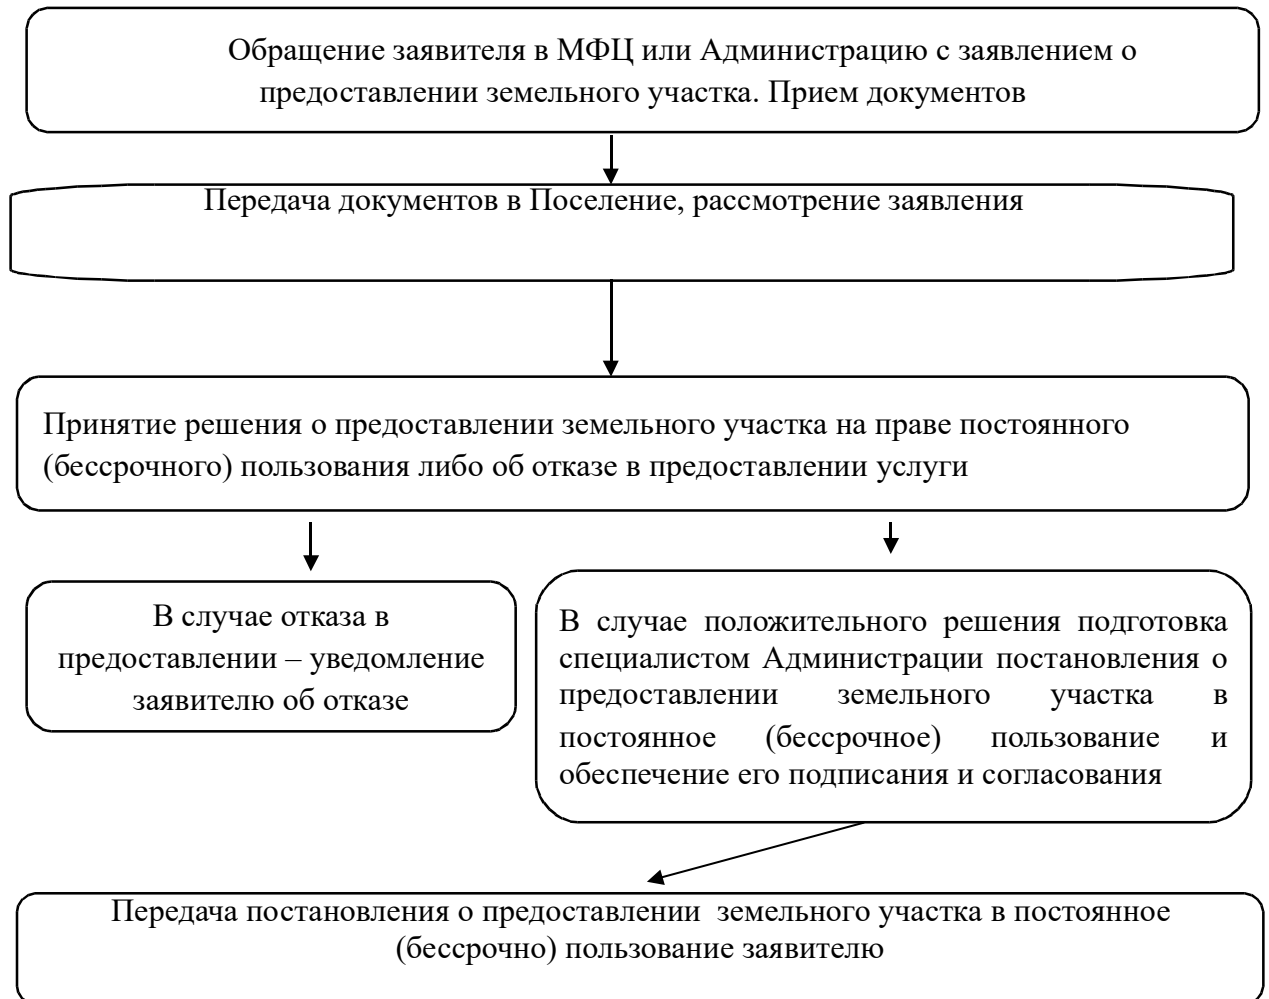 Обращение заявителя в МФЦ или Администрацию с заявлением о
предоставлении земельного участка. Прием документов
Передача документов в Поселение, рассмотрение заявления
Принятие решения о предоставлении земельного участка на праве постоянного
(бессрочного) пользования либо об отказе в предоставлении услуги
В случае отказа в
предоставлении – уведомление
заявителю об отказе
В случае положительного решения подготовка
специалистом Администрации постановления о
предоставлении земельного участка в
постоянное (бессрочное) пользование и
обеспечение его подписания и согласования
Передача постановления о предоставлении земельного участка в постоянное
(бессрочно) пользование заявителю